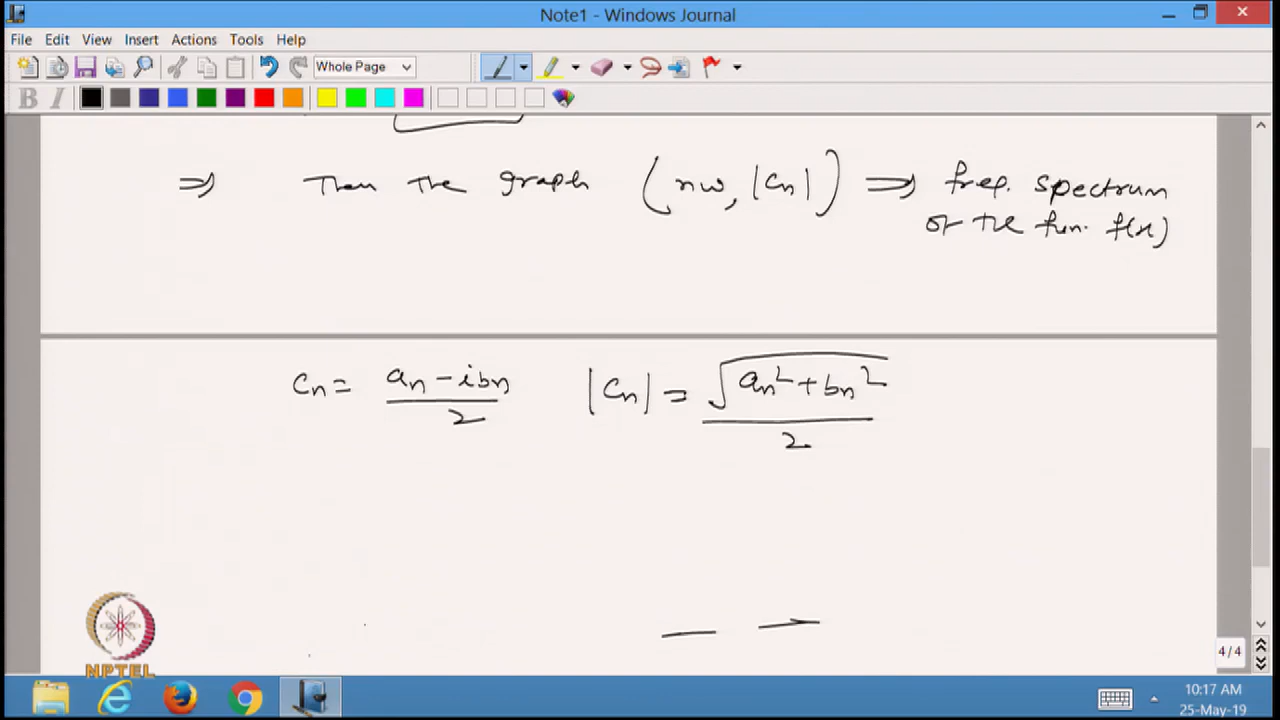 Note1 - Windows Journal
File Edit View Insert Actions Tools Help
Whole Page
B I
⇒ Then the graph (nω, |Cn|) ⇒ freq. spectrum
of the fun. f(x)
Cn = (an - ibn)/2 |Cn| = √(an² + bn²)/2
4 / 4
NPTEL
10:17 AM
25-May-19